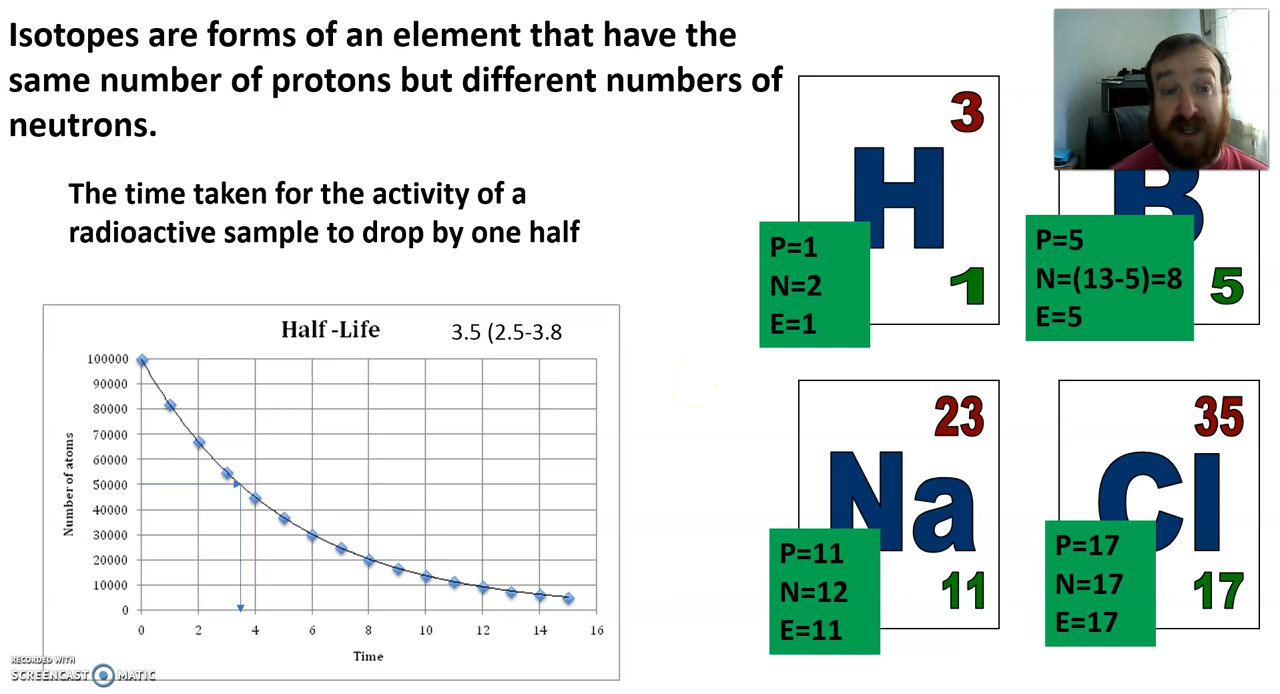 Isotopes are forms of an element that have the
same number of protons but different numbers of
neutrons.
The time taken for the activity of a
radioactive sample to drop by one half
Half -Life
3.5 (2.5-3.8
Number of atoms
100000
90000
80000
70000
60000
50000
40000
30000
20000
10000
0
0 2 4 6 8 10 12 14 16
Time
RECORDED WITH
SCREENCAST MATIC
3
H
1
P=1
N=2
E=1
B
5
P=5
N=(13-5)=8
E=5
23
Na
11
P=11
N=12
E=11
35
Cl
17
P=17
N=17
E=17